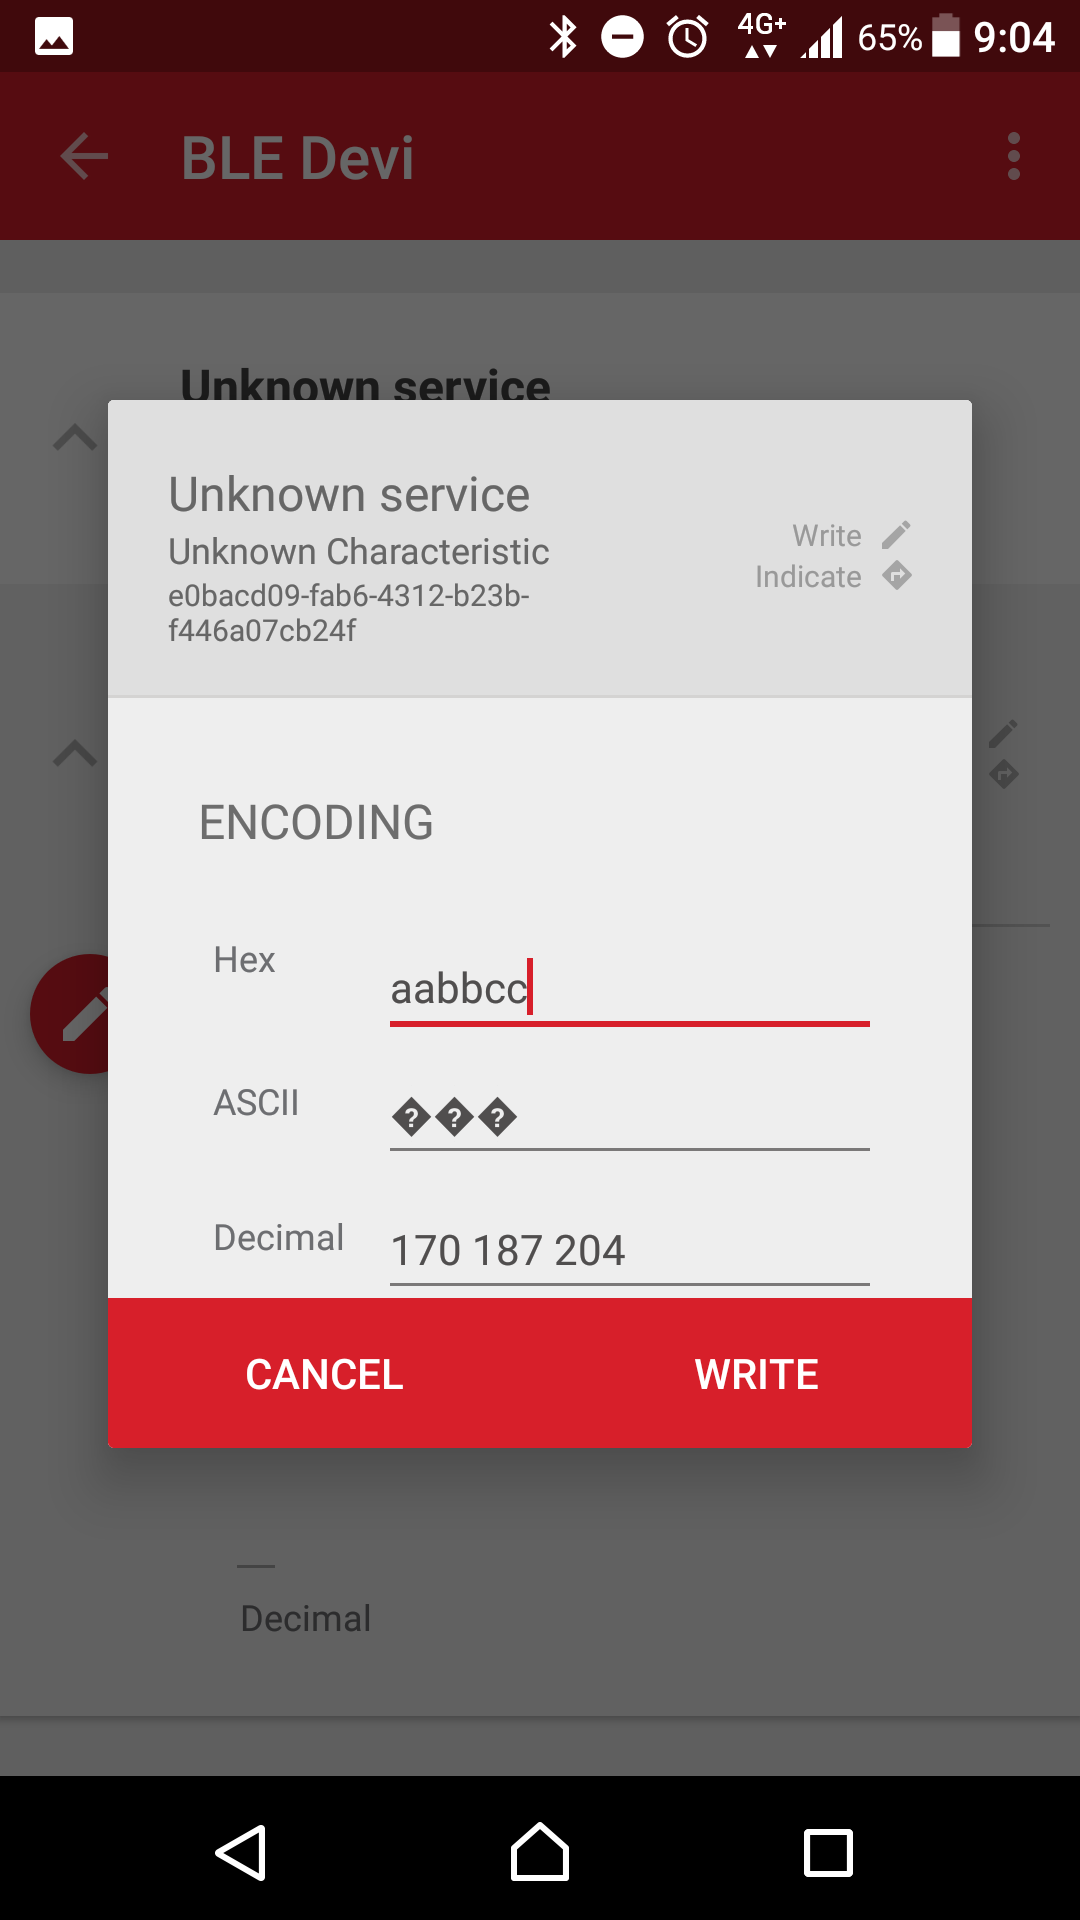 4G+ 65% 9:04
BLE Devi
Unknown service
Unknown service
Unknown Characteristic
e0bacd09-fab6-4312-b23b-
f446a07cb24f
Write
Indicate
ENCODING
Hex aabbcc
ASCII ���
Decimal 170 187 204
CANCEL WRITE
Decimal